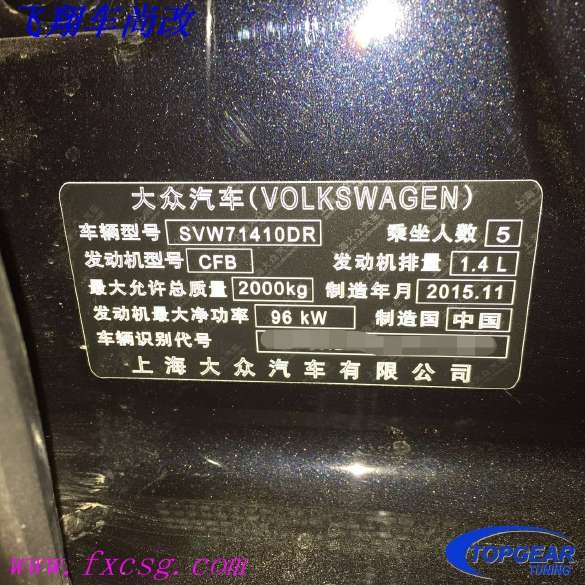 飞翔车尚改
大众汽车(VOLKSWAGEN)
车辆型号 SVW71410DR 乘坐人数 5
发动机型号 CFB 发动机排量 1.4 L
最大允许总质量 2000kg 制造年月 2015.11
发动机最大净功率 96 kW 制造国 中国
车辆识别代号
上海大众汽车有限公司
www.fxcsg.com
TOPGEAR
TUNING